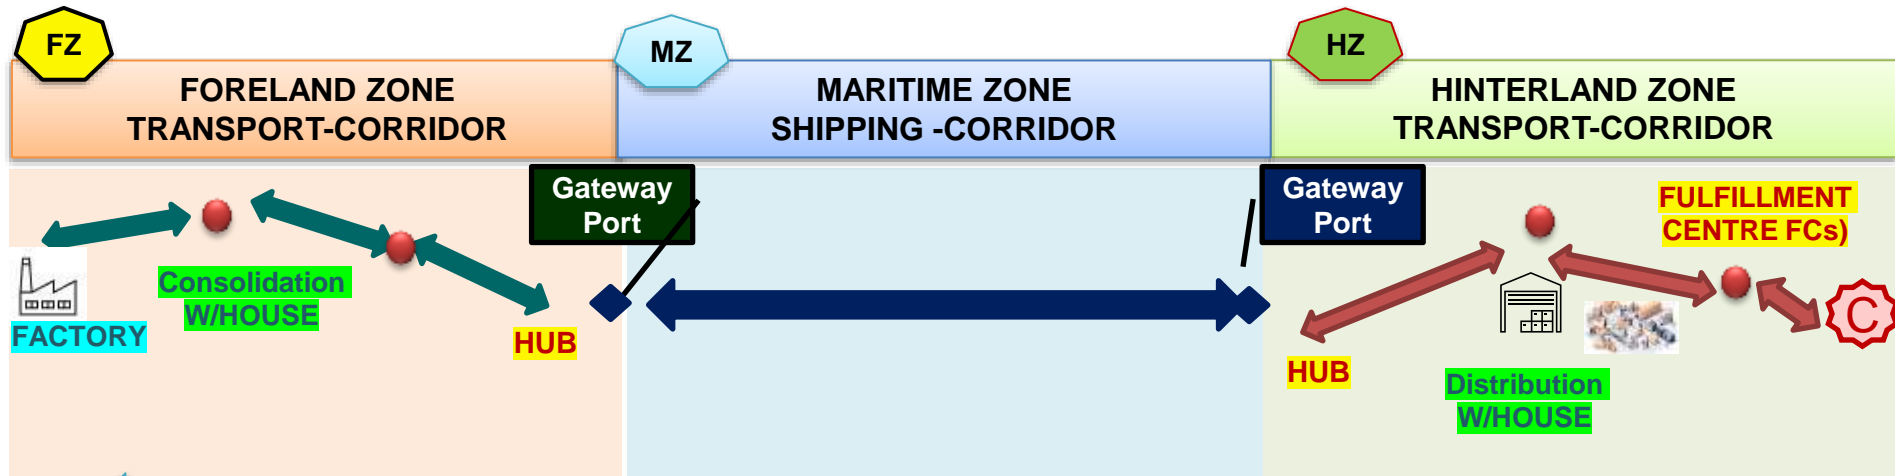 FZ
MZ
HZ
FORELAND ZONE
TRANSPORT-CORRIDOR
MARITIME ZONE
SHIPPING -CORRIDOR
HINTERLAND ZONE
TRANSPORT-CORRIDOR
Gateway
Port
Gateway
Port
FULFILLMENT
CENTRE FCs)
Consolidation
W/HOUSE
FACTORY
HUB
C
HUB
Distribution
W/HOUSE